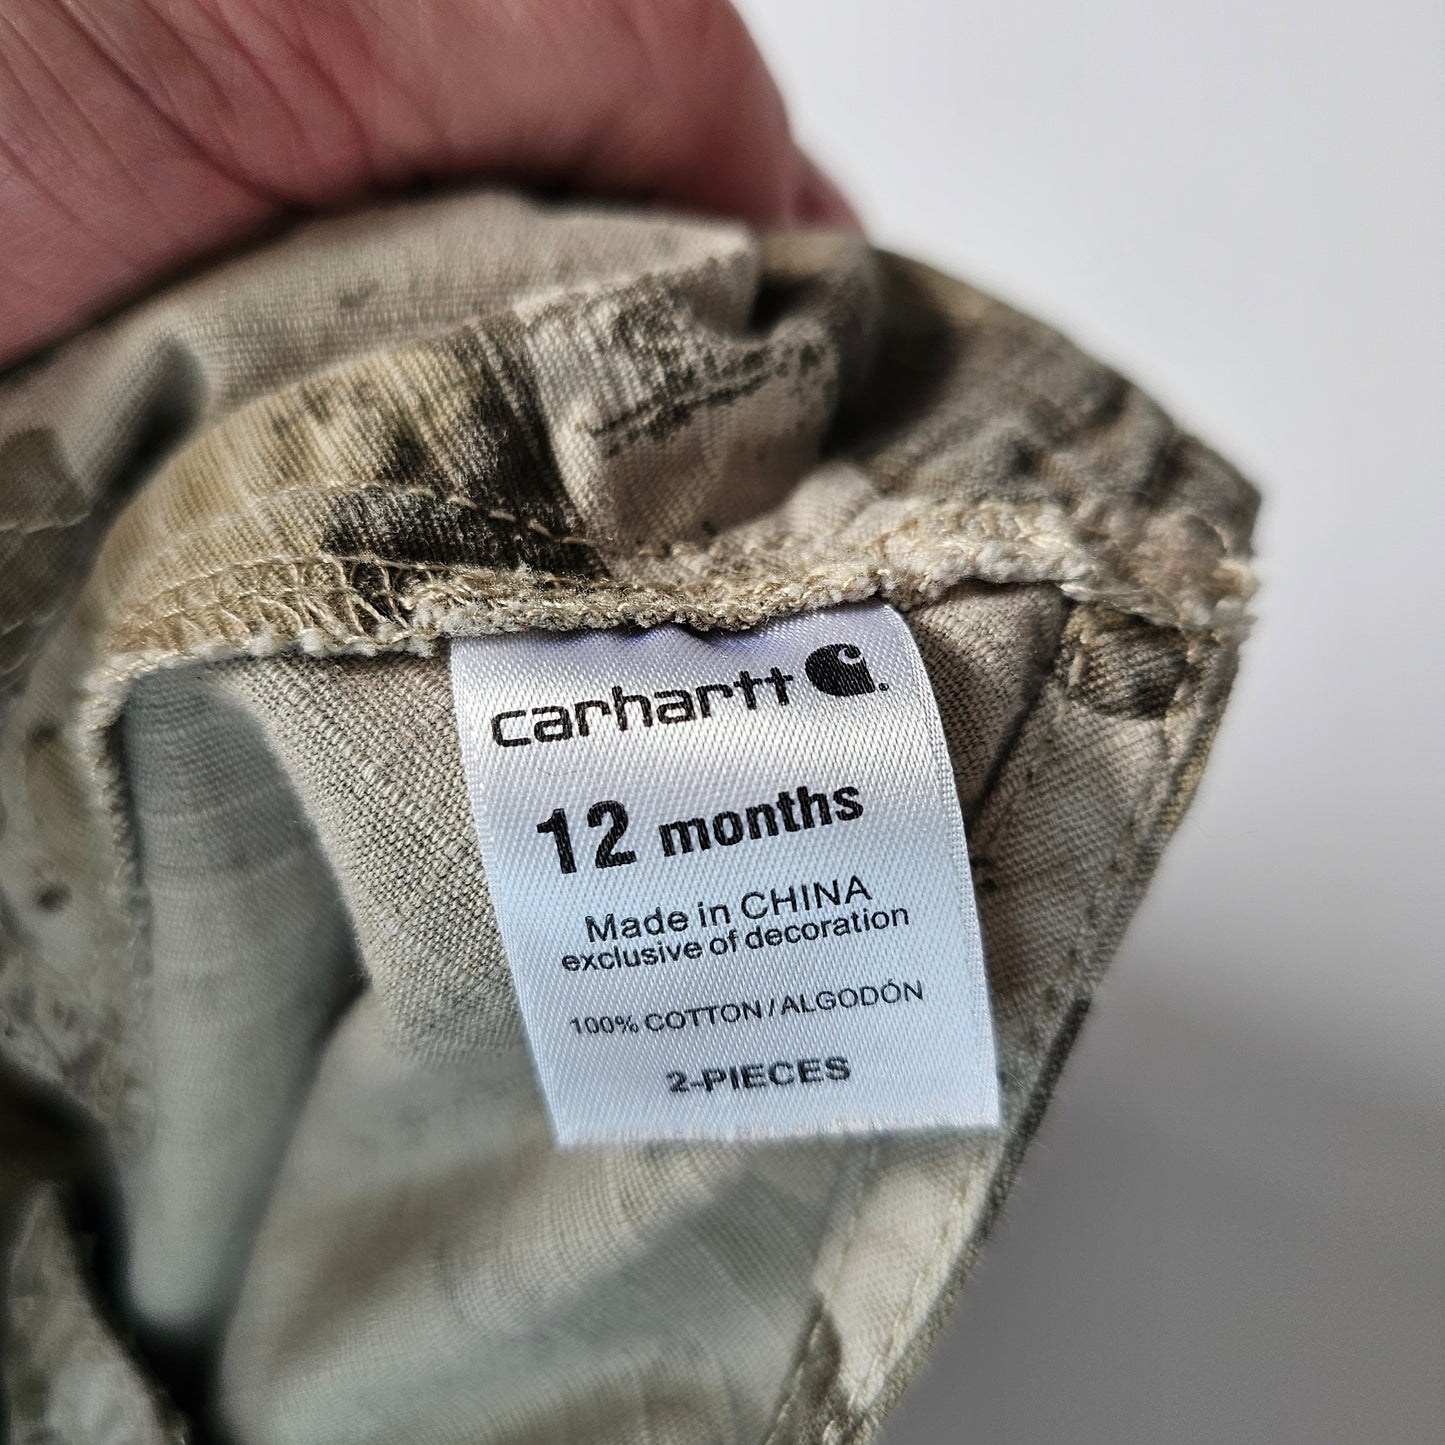 carhartt
12 months
Made in CHINA
exclusive of decoration
100% COTTON / ALGODÓN
2-PIECES